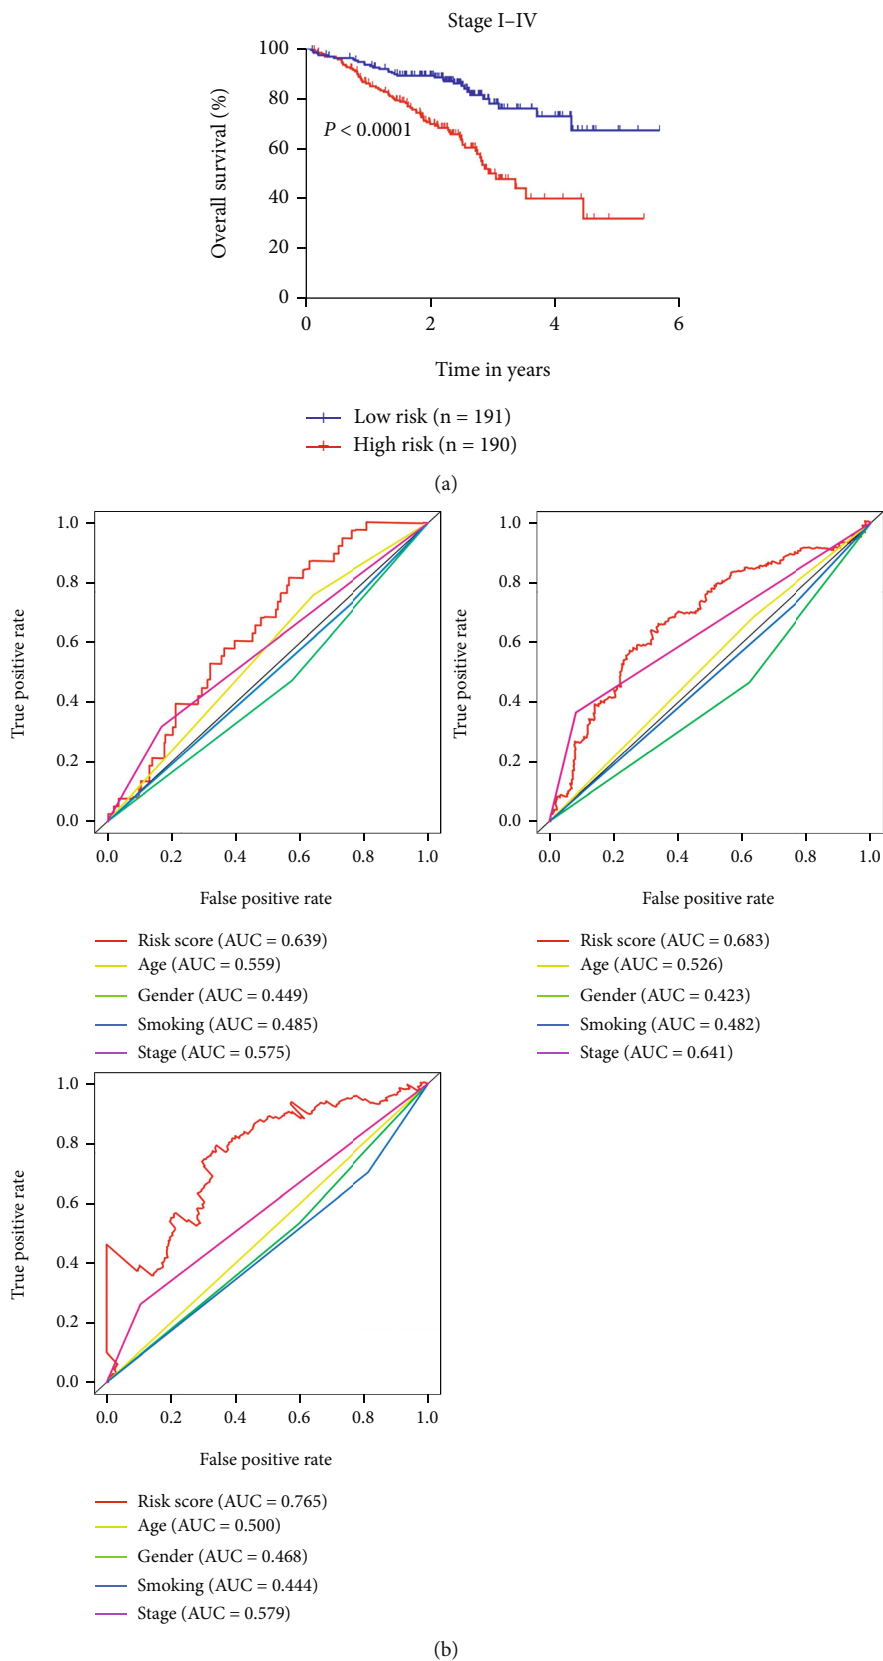 Stage I–IV
100
80
60
40
20
0
Overall survival (%)
P < 0.0001
0 2 4 6
Time in years
Low risk (n = 191)
High risk (n = 190)
(a)
1.0
0.8
0.6
0.4
0.2
0.0
True positive rate
0.0 0.2 0.4 0.6 0.8 1.0
False positive rate
Risk score (AUC = 0.639)
Age (AUC = 0.559)
Gender (AUC = 0.449)
Smoking (AUC = 0.485)
Stage (AUC = 0.575)
1.0
0.8
0.6
0.4
0.2
0.0
True positive rate
0.0 0.2 0.4 0.6 0.8 1.0
False positive rate
Risk score (AUC = 0.683)
Age (AUC = 0.526)
Gender (AUC = 0.423)
Smoking (AUC = 0.482)
Stage (AUC = 0.641)
1.0
0.8
0.6
0.4
0.2
0.0
True positive rate
0.0 0.2 0.4 0.6 0.8 1.0
False positive rate
Risk score (AUC = 0.765)
Age (AUC = 0.500)
Gender (AUC = 0.468)
Smoking (AUC = 0.444)
Stage (AUC = 0.579)
(b)